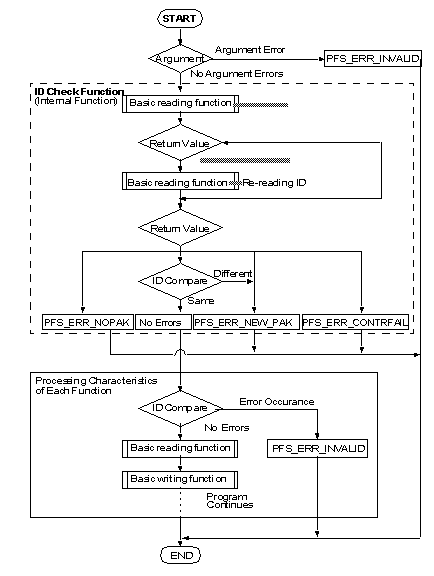 START
Argument
Argument Error
PFS_ERR_INVALID
No Argument Errors
ID Check Function
(Internal Function)
Basic reading function
Return Value
Basic reading function
Re-reading ID
Return Value
ID Compare
Different
Same
PFS_ERR_NOPAK
No Errors
PFS_ERR_NEW_PAK
PFS_ERR_CONTRFAIL
Processing Characteristics
of Each Function
ID Compare
Error Occurance
No Errors
Basic reading function
PFS_ERR_INVALID
Basic writing function
Program
Continues
END